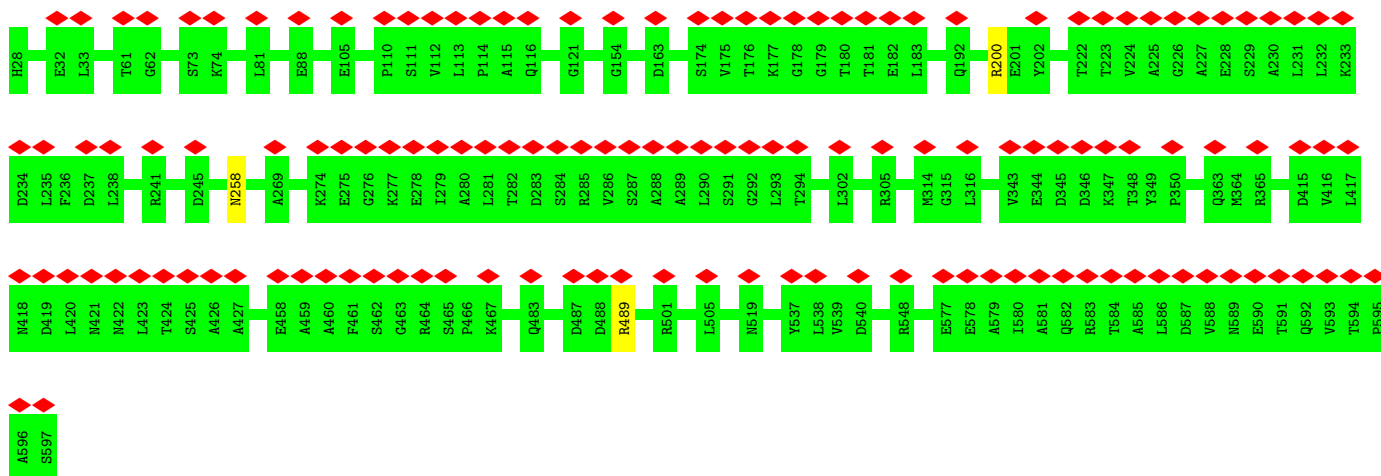 H28 E32 L33 T61 G62 S73 K74 L81 E88 E105 P110 S111 V112 L113 P114 A115 Q116 G121 G154 D163 S174 V175 T176 K177 G178 G179 T180 T181 E182 L183 Q192 R200 E201 Y202 T222 T223 V224 A225 G226 A227 E228 S229 A230 L231 L232 K233
D234 L235 F236 D237 L238 R241 D245 N258 A269 K274 E275 G276 K277 E278 I279 A280 L281 T282 D283 S284 R285 V286 S287 A288 A289 L290 S291 G292 L293 T294 L302 R305 M314 G315 L316 V343 E344 D345 D346 K347 T348 Y349 P350 Q363 M364 R365 D415 V416 L417
N418 D419 L420 N421 N422 L423 T424 S425 A426 A427 E458 A459 A460 F461 S462 G463 R464 S465 P466 K467 Q483 D487 D488 R489 R501 L505 N519 Y537 L538 V539 D540 R548 E577 E578 A579 I580 A581 Q582 R583 T584 A585 L586 D587 V588 N589 E590 T591 Q592 V593 T594 P595
A596 S597